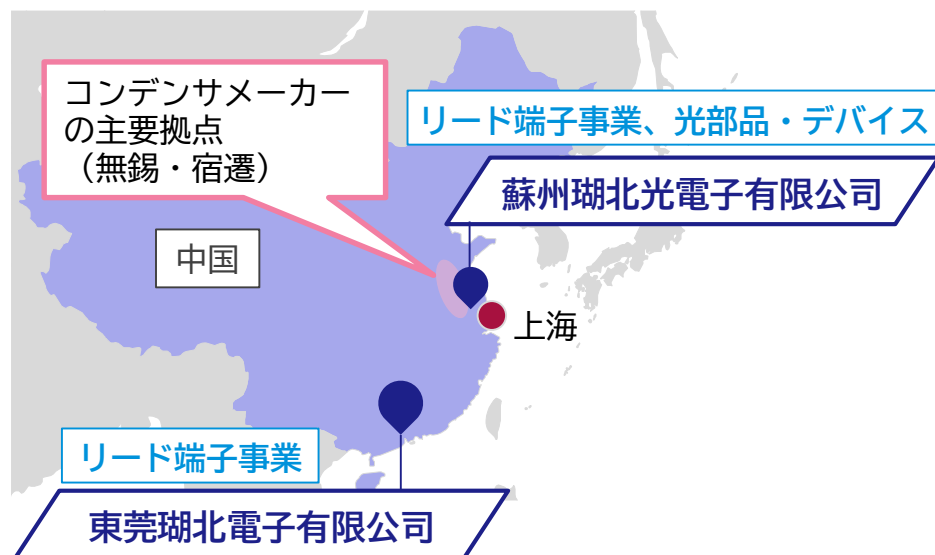 コンデンサメーカー
の主要拠点
（無錫・宿遷）
リード端子事業、光部品・デバイス
蘇州瑚北光電子有限公司
中国
上海
リード端子事業
東莞瑚北電子有限公司